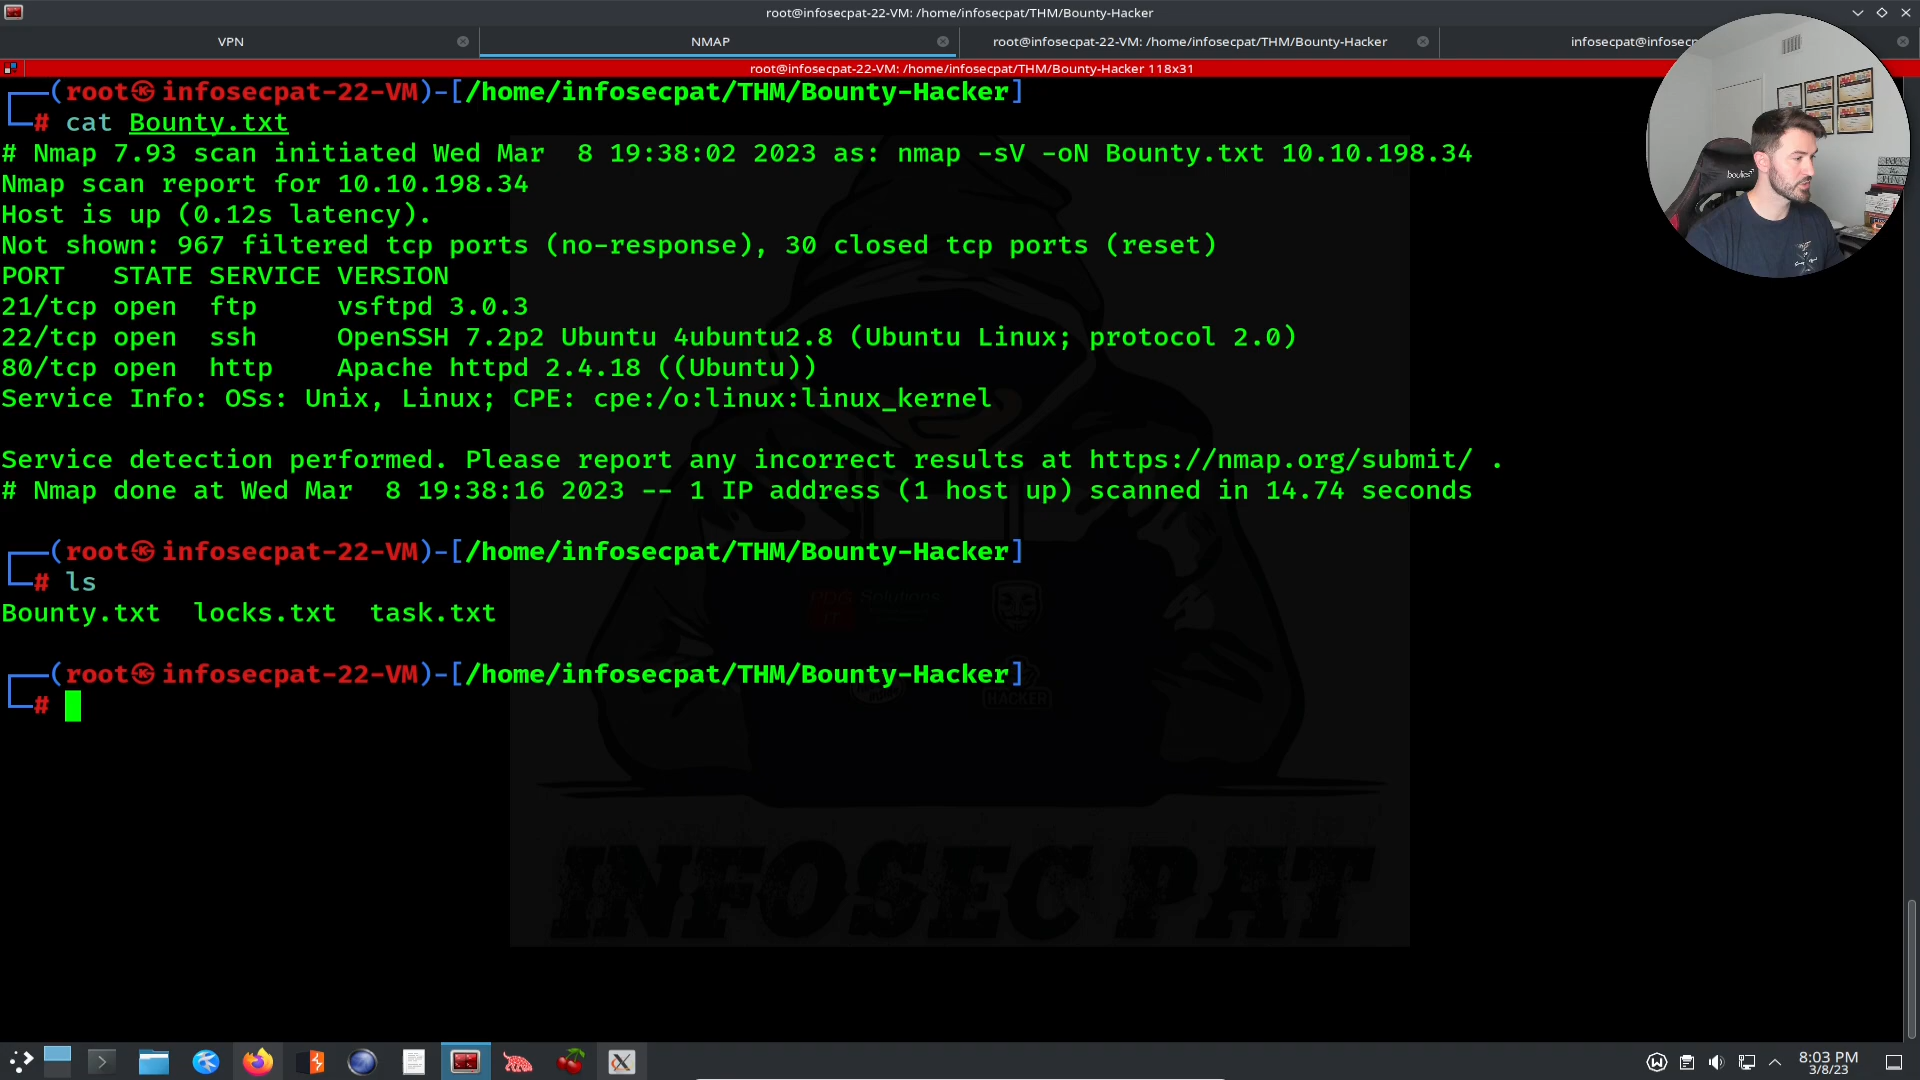 root@infosecpat-22-VM: /home/infosecpat/THM/Bounty-Hacker
VPN
NMAP
root@infosecpat-22-VM: /home/infosecpat/THM/Bounty-Hacker
infosecpat@infosec
root@infosecpat-22-VM: /home/infosecpat/THM/Bounty-Hacker 118x31
┌──(root㉿infosecpat-22-VM)-[/home/infosecpat/THM/Bounty-Hacker]
└─# cat Bounty.txt
# Nmap 7.93 scan initiated Wed Mar  8 19:38:02 2023 as: nmap -sV -oN Bounty.txt 10.10.198.34
Nmap scan report for 10.10.198.34
Host is up (0.12s latency).
Not shown: 967 filtered tcp ports (no-response), 30 closed tcp ports (reset)
PORT   STATE SERVICE VERSION
21/tcp open  ftp     vsftpd 3.0.3
22/tcp open  ssh     OpenSSH 7.2p2 Ubuntu 4ubuntu2.8 (Ubuntu Linux; protocol 2.0)
80/tcp open  http    Apache httpd 2.4.18 ((Ubuntu))
Service Info: OSs: Unix, Linux; CPE: cpe:/o:linux:linux_kernel
Service detection performed. Please report any incorrect results at https://nmap.org/submit/ .
# Nmap done at Wed Mar  8 19:38:16 2023 -- 1 IP address (1 host up) scanned in 14.74 seconds
┌──(root㉿infosecpat-22-VM)-[/home/infosecpat/THM/Bounty-Hacker]
└─# ls
Bounty.txt  locks.txt  task.txt
┌──(root㉿infosecpat-22-VM)-[/home/infosecpat/THM/Bounty-Hacker]
└─#
Solutions
IT
HACKER
INFOSEC PAT
8:03 PM
3/8/23